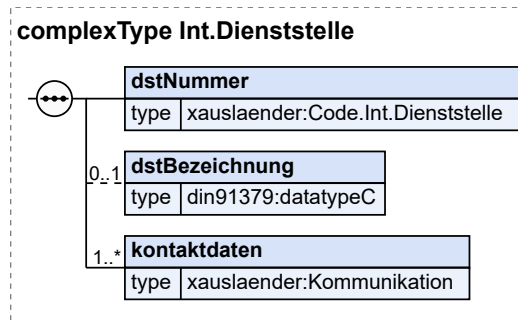 complexType Int.Dienststelle
dstNummer
type xauslaender:Code.Int.Dienststelle
0..1
dstBezeichnung
type din91379:datatypeC
1..*
kontaktdaten
type xauslaender:Kommunikation